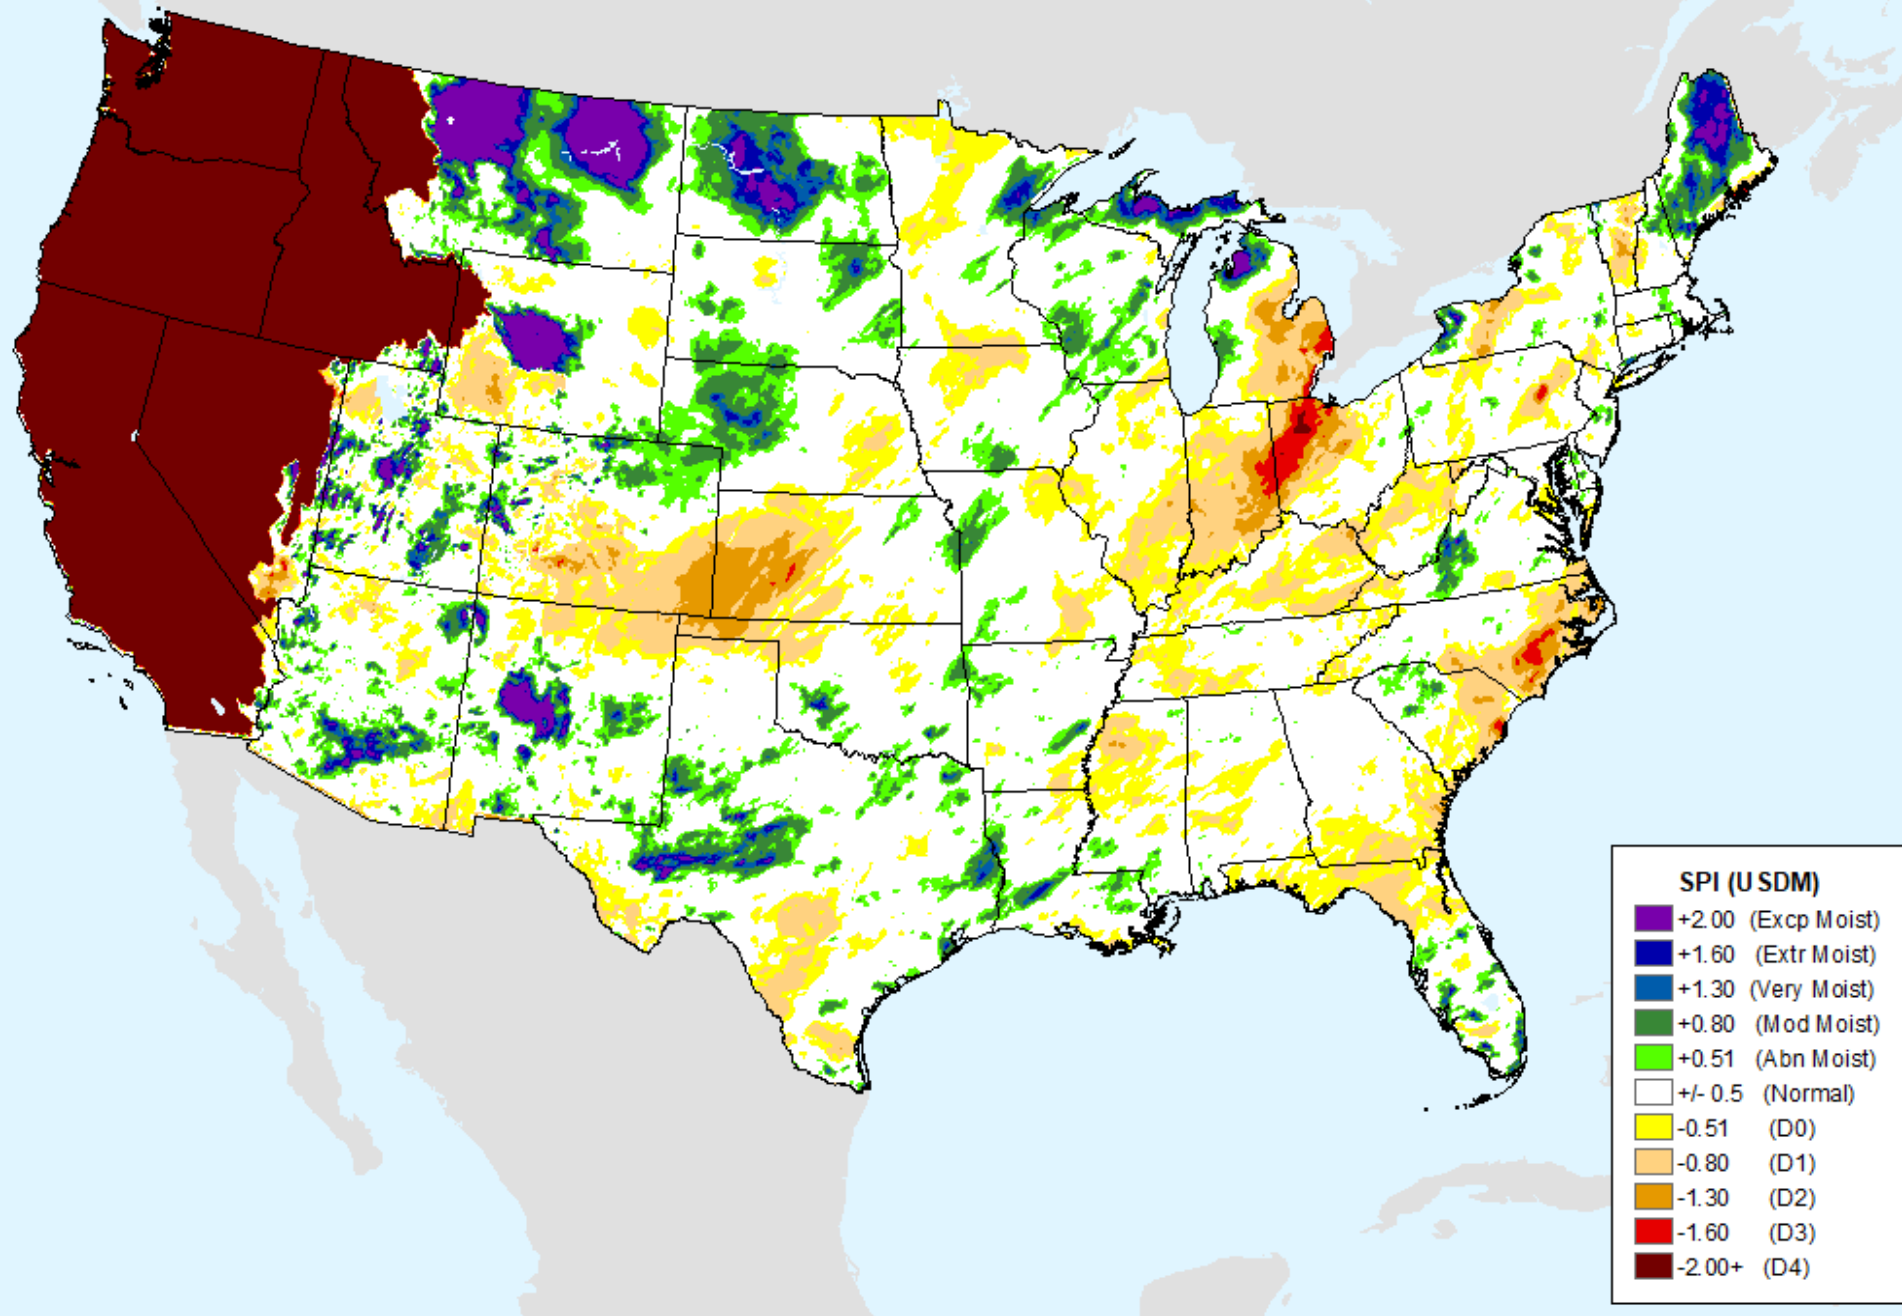 SPI (USDM)
+2.00 (Excp Moist)
+1.60 (Extr Moist)
+1.30 (Very Moist)
+0.80 (Mod Moist)
+0.51 (Abn Moist)
+/- 0.5 (Normal)
-0.51 (D0)
-0.80 (D1)
-1.30 (D2)
-1.60 (D3)
-2.00+ (D4)